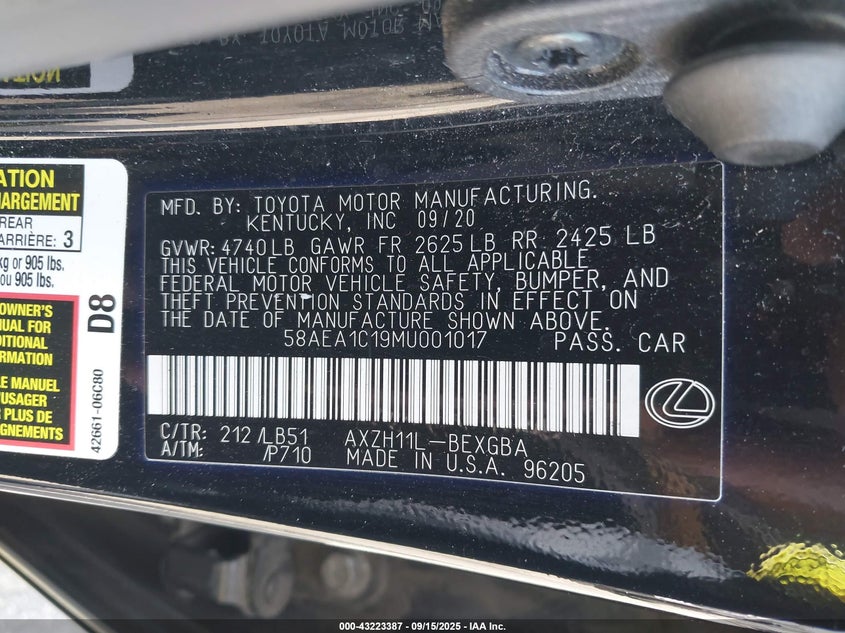 ATION
HARGEMENT
REAR
ARRIÈRE: 3
kg or 905 lbs.
ou 905 lbs.
OWNER'S
NUAL FOR
DITIONAL
ORMATION
LE MANUEL
'USAGER
R PLUS DE
IGNEMENTS
D8
42661-06C80
MFD. BY: TOYOTA MOTOR MANUFACTURING.
KENTUCKY, INC 09/20
GVWR: 4740 LB GAWR FR 2625 LB RR 2425 LB
THIS VEHICLE CONFORMS TO ALL APPLICABLE
FEDERAL MOTOR VEHICLE SAFETY, BUMPER, AND
THEFT PREVENTION STANDARDS IN EFFECT ON
THE DATE OF MANUFACTURE SHOWN ABOVE.
58AEA1C19MU001017 PASS. CAR
C/TR: 212/LB51 AXZH11L-BEXGBA
A/TM: /P710 MADE IN U.S.A. 96205
000-43223387 - 09/15/2025 - IAA Inc.